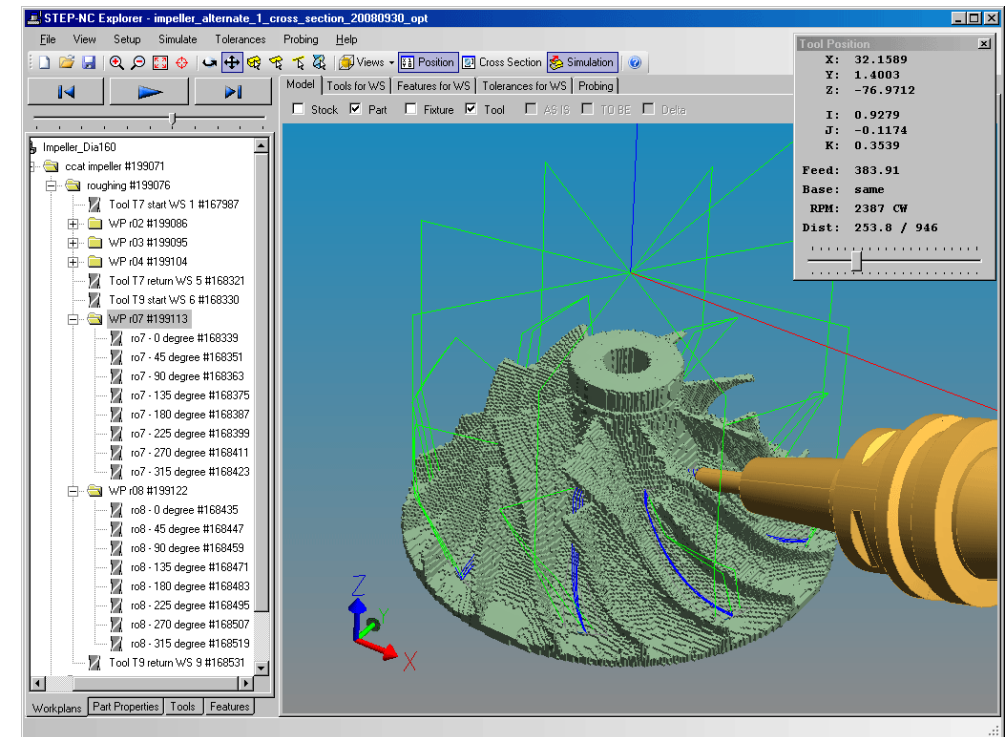 STEP-NC Explorer - impeller_alternate_1_cross_section_20080930_opt
File View Setup Simulate Tolerances Probing Help
Views Position Cross Section Simulation
Model Tools for WS Features for WS Tolerances for WS Probing
Stock Part Fixture Tool AS IS TO BE Delta
Impeller_Dia160
ccat impeller #199071
roughing #199076
Tool T7 start WS 1 #167987
WP r02 #199086
WP r03 #199095
WP r04 #199104
Tool T7 return WS 5 #168321
Tool T9 start WS 6 #168330
WP r07 #199113
ro7 - 0 degree #168339
ro7 - 45 degree #168351
ro7 - 90 degree #168363
ro7 - 135 degree #168375
ro7 - 180 degree #168387
ro7 - 225 degree #168399
ro7 - 270 degree #168411
ro7 - 315 degree #168423
WP r08 #199122
ro8 - 0 degree #168435
ro8 - 45 degree #168447
ro8 - 90 degree #168459
ro8 - 135 degree #168471
ro8 - 180 degree #168483
ro8 - 225 degree #168495
ro8 - 270 degree #168507
ro8 - 315 degree #168519
Tool T9 return WS 9 #168531
Workplans Part Properties Tools Features
Tool Position
X: 32.1589
Y: 1.4003
Z: -76.9712
I: 0.9279
J: -0.1174
K: 0.3539
Feed: 383.91
Base: same
RPM: 2387 CW
Dist: 253.8 / 946
Z
Y
X